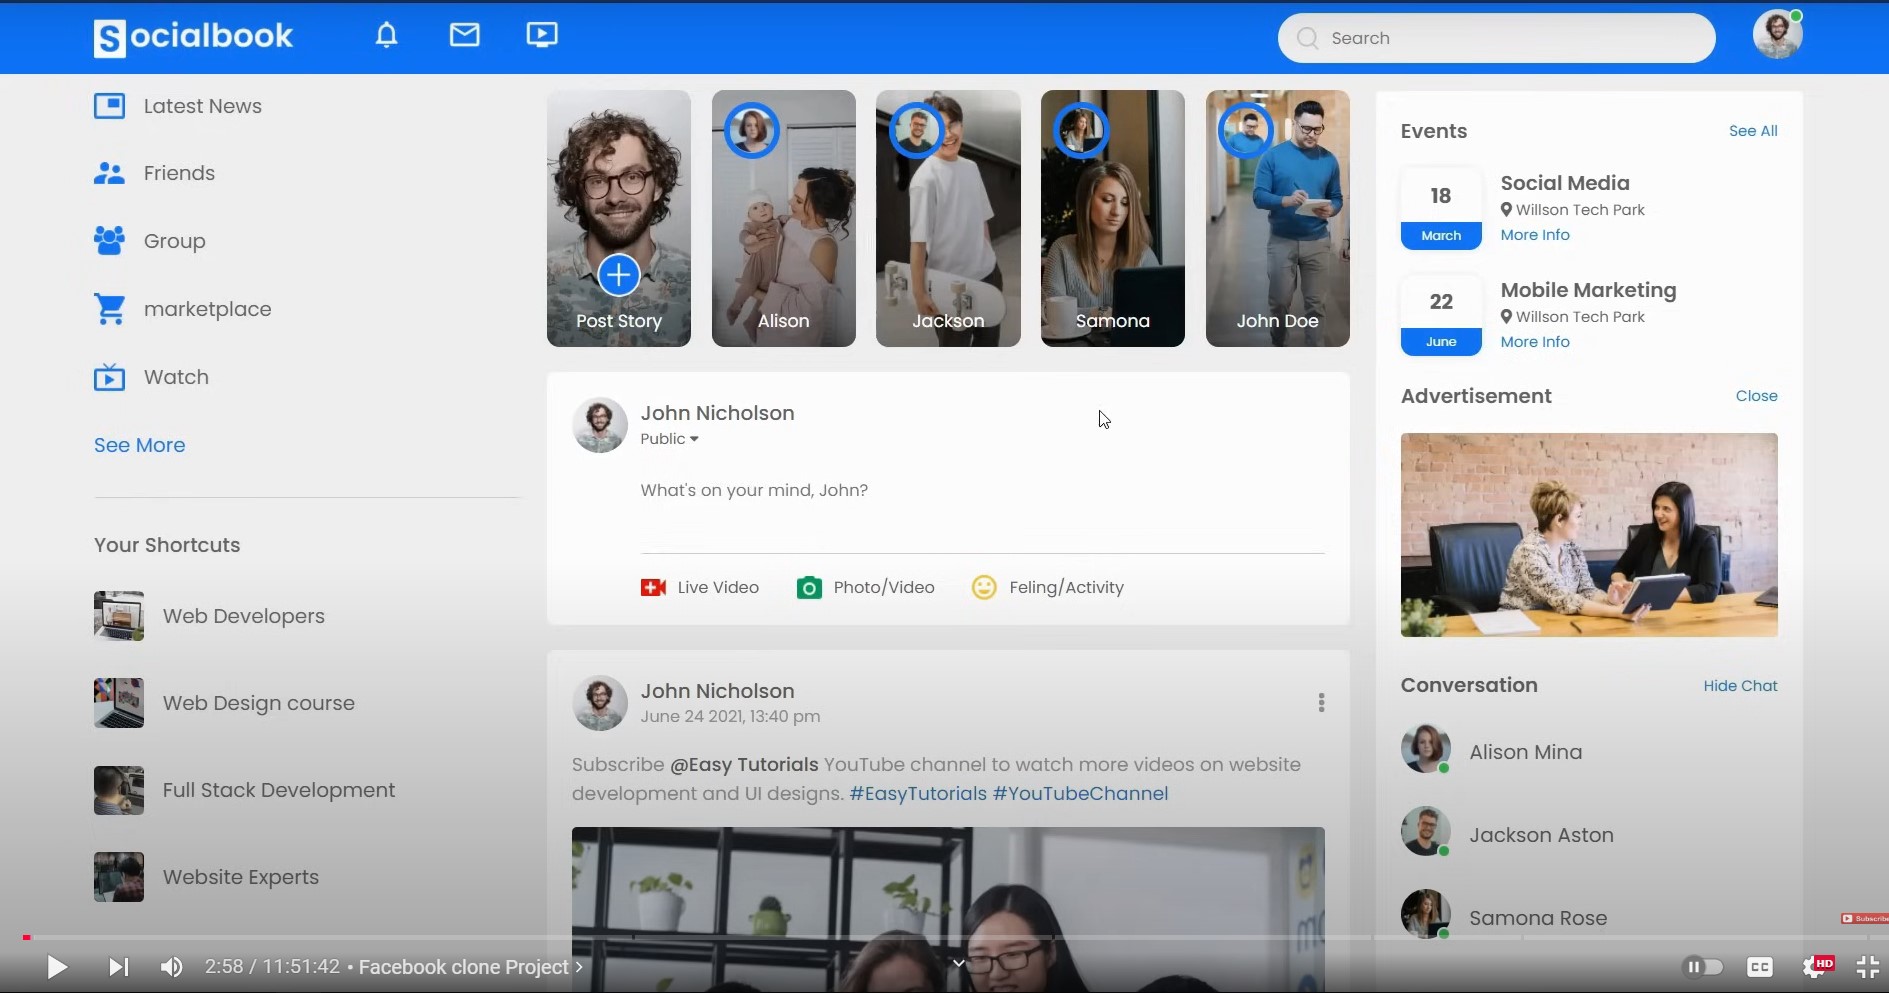 Socialbook
Search
Latest News
Friends
Group
marketplace
Watch
See More
Your Shortcuts
Web Developers
Web Design course
Full Stack Development
Website Experts
Post Story
Alison
Jackson
Samona
John Doe
John Nicholson
Public
What's on your mind, John?
Live Video
Photo/Video
Feling/Activity
John Nicholson
June 24 2021, 13:40 pm
Subscribe @Easy Tutorials YouTube channel to watch more videos on website
development and UI designs. #EasyTutorials #YouTubeChannel
Events
See All
18
March
Social Media
Willson Tech Park
More Info
22
June
Mobile Marketing
Willson Tech Park
More Info
Advertisement
Close
Conversation
Hide Chat
Alison Mina
Jackson Aston
Samona Rose
Subscribe
2:58 / 11:51:42 • Facebook clone Project
CC
HD